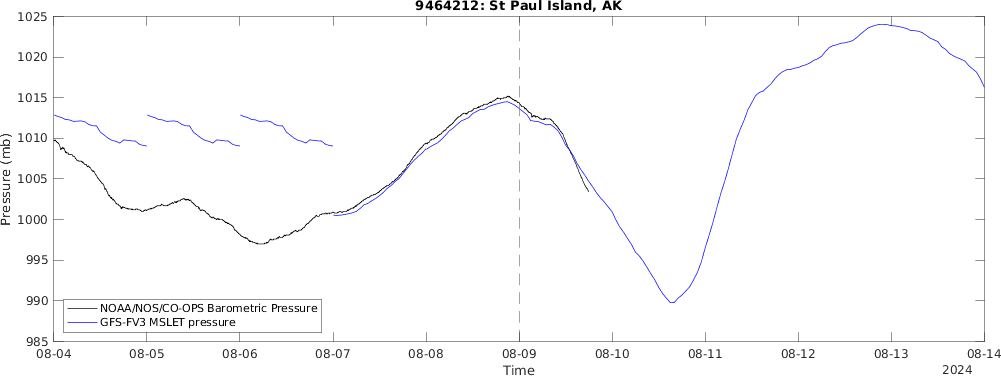 9464212: St Paul Island, AK
1025
1020
1015
1010
1005
1000
995
990
985
Pressure (mb)
NOAA/NOS/CO-OPS Barometric Pressure
GFS-FV3 MSLET pressure
08-04 08-05 08-06 08-07 08-08 08-09 08-10 08-11 08-12 08-13 08-14
Time
2024